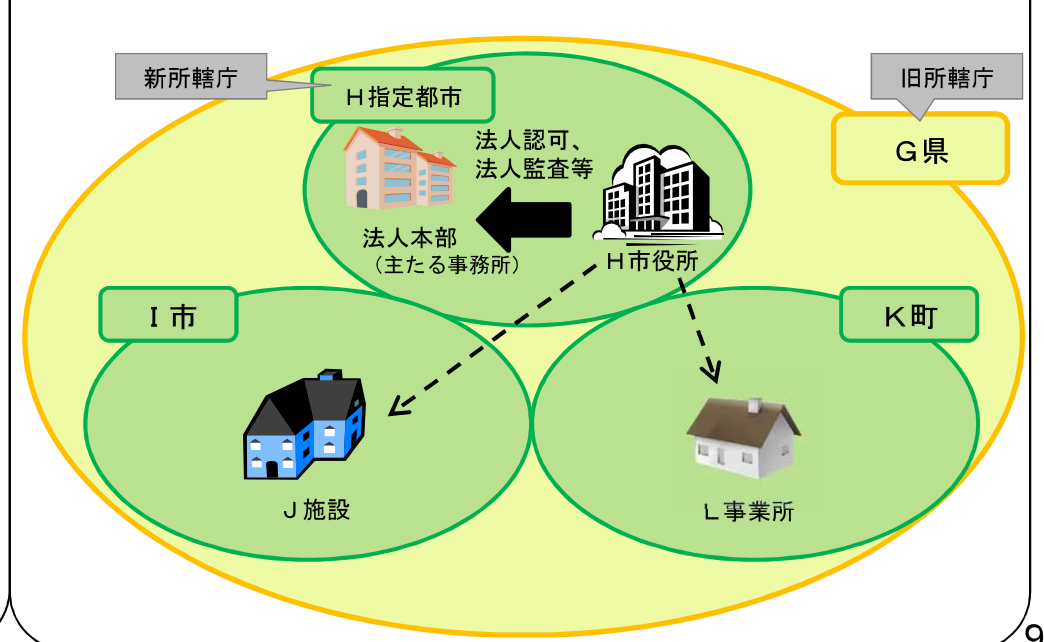 新所轄庁
旧所轄庁
H指定都市
G県
法人認可、
法人監査等
法人本部
（主たる事務所）
H市役所
I市
K町
J施設
L事業所
9